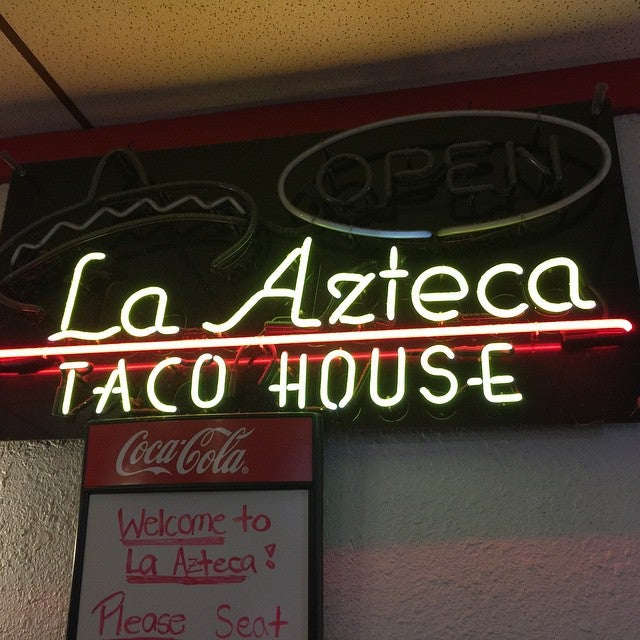 OPEN
La Azteca
TACO HOUSE
Coca-Cola
Welcome to
La Azteca!
Please Seat